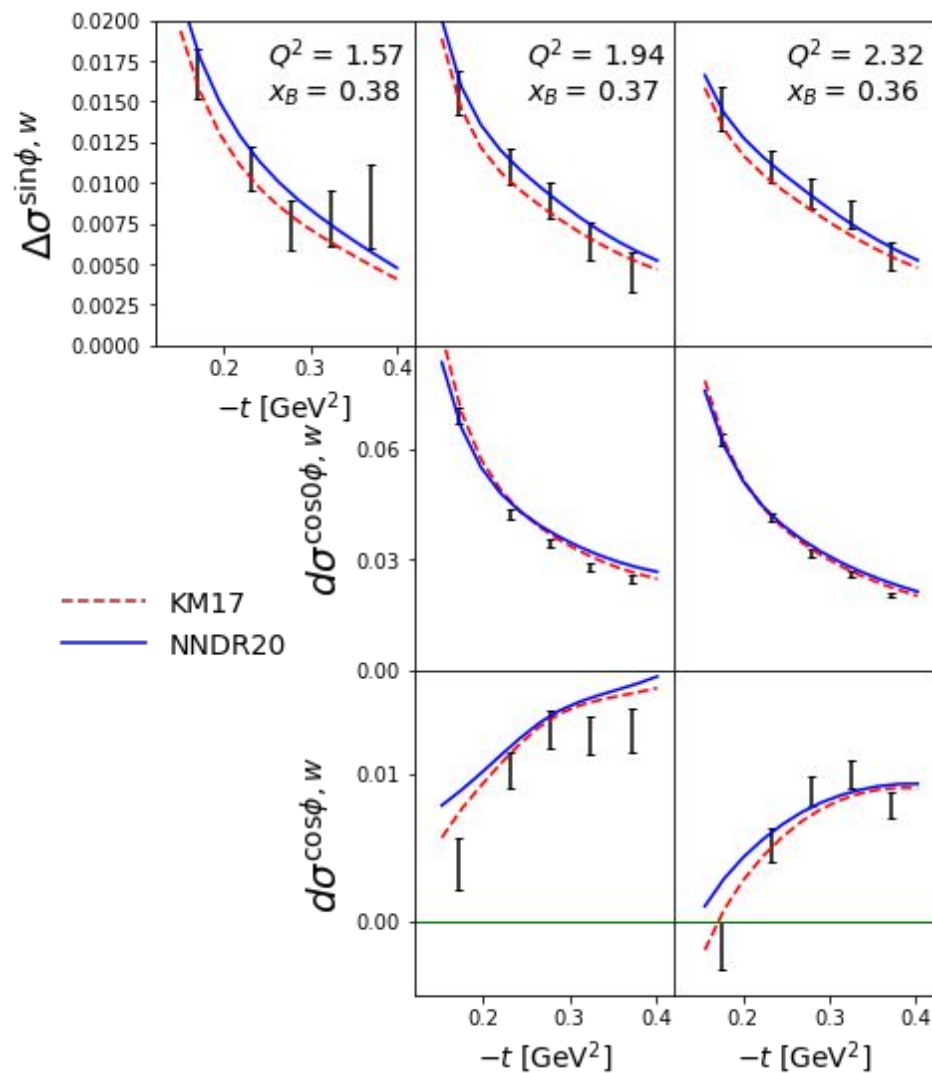 0.0200
0.0175
0.0150
0.0125
0.0100
0.0075
0.0050
0.0025
0.0000
Δσ^{sin ϕ, w}
Q² = 1.57
x_B = 0.38
Q² = 1.94
x_B = 0.37
Q² = 2.32
x_B = 0.36
0.2 0.3 0.4
−t [GeV²]
0.06
0.03
0.00
dσ^{cos0ϕ, w}
KM17
NNDR20
0.01
0.00
dσ^{cosϕ, w}
0.2 0.3 0.4
−t [GeV²]
0.2 0.3 0.4
−t [GeV²]